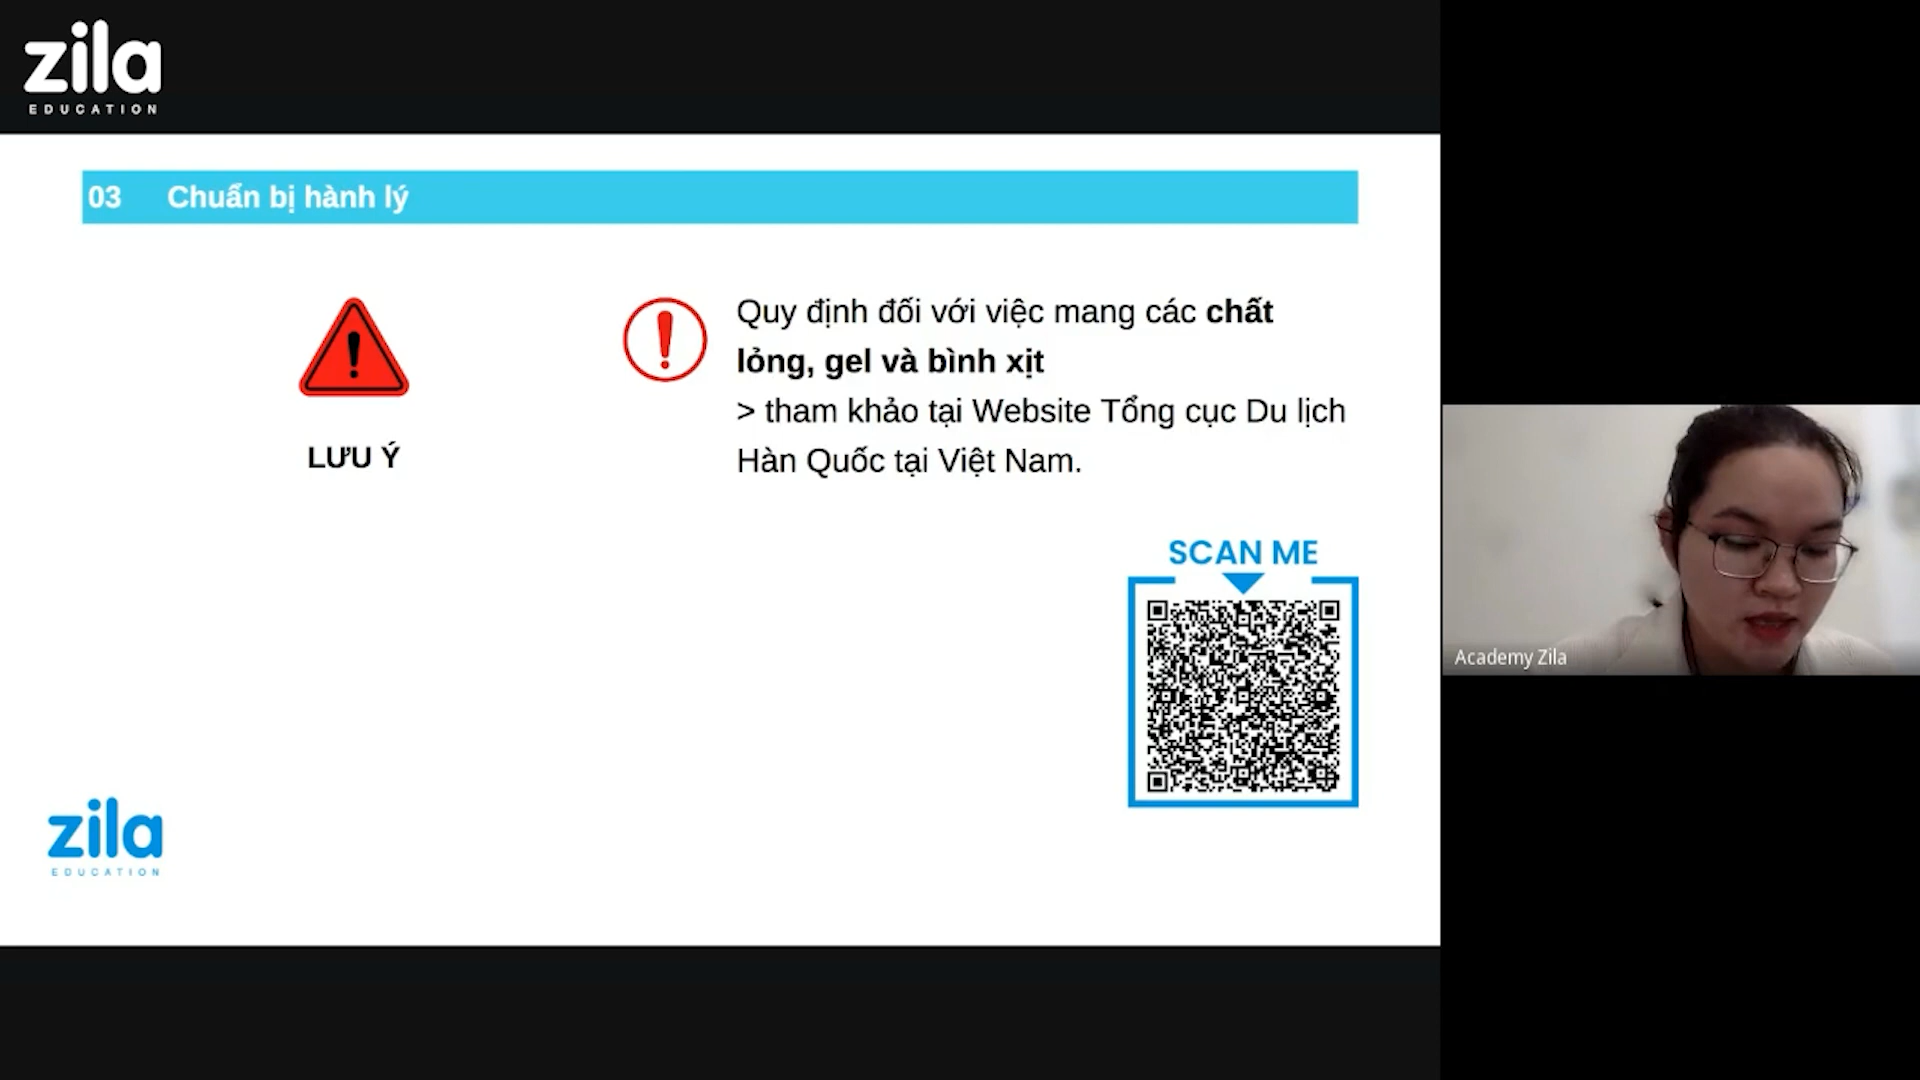 zila
EDUCATION
03 Chuẩn bị hành lý
LƯU Ý
Quy định đối với việc mang các chất
lỏng, gel và bình xịt
> tham khảo tại Website Tổng cục Du lịch
Hàn Quốc tại Việt Nam.
SCAN ME
zila
EDUCATION
Academy Zila